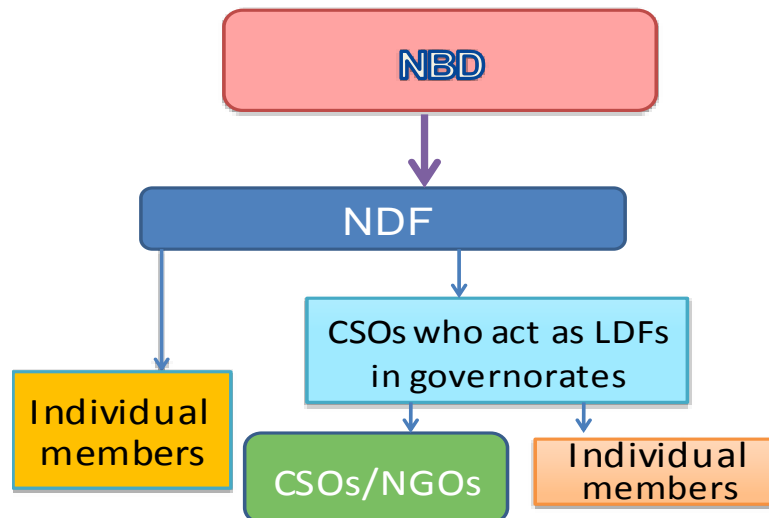 NBD
NDF
CSOs who act as LDFs
in governorates
Individual
members
CSOs/NGOs
Individual
members